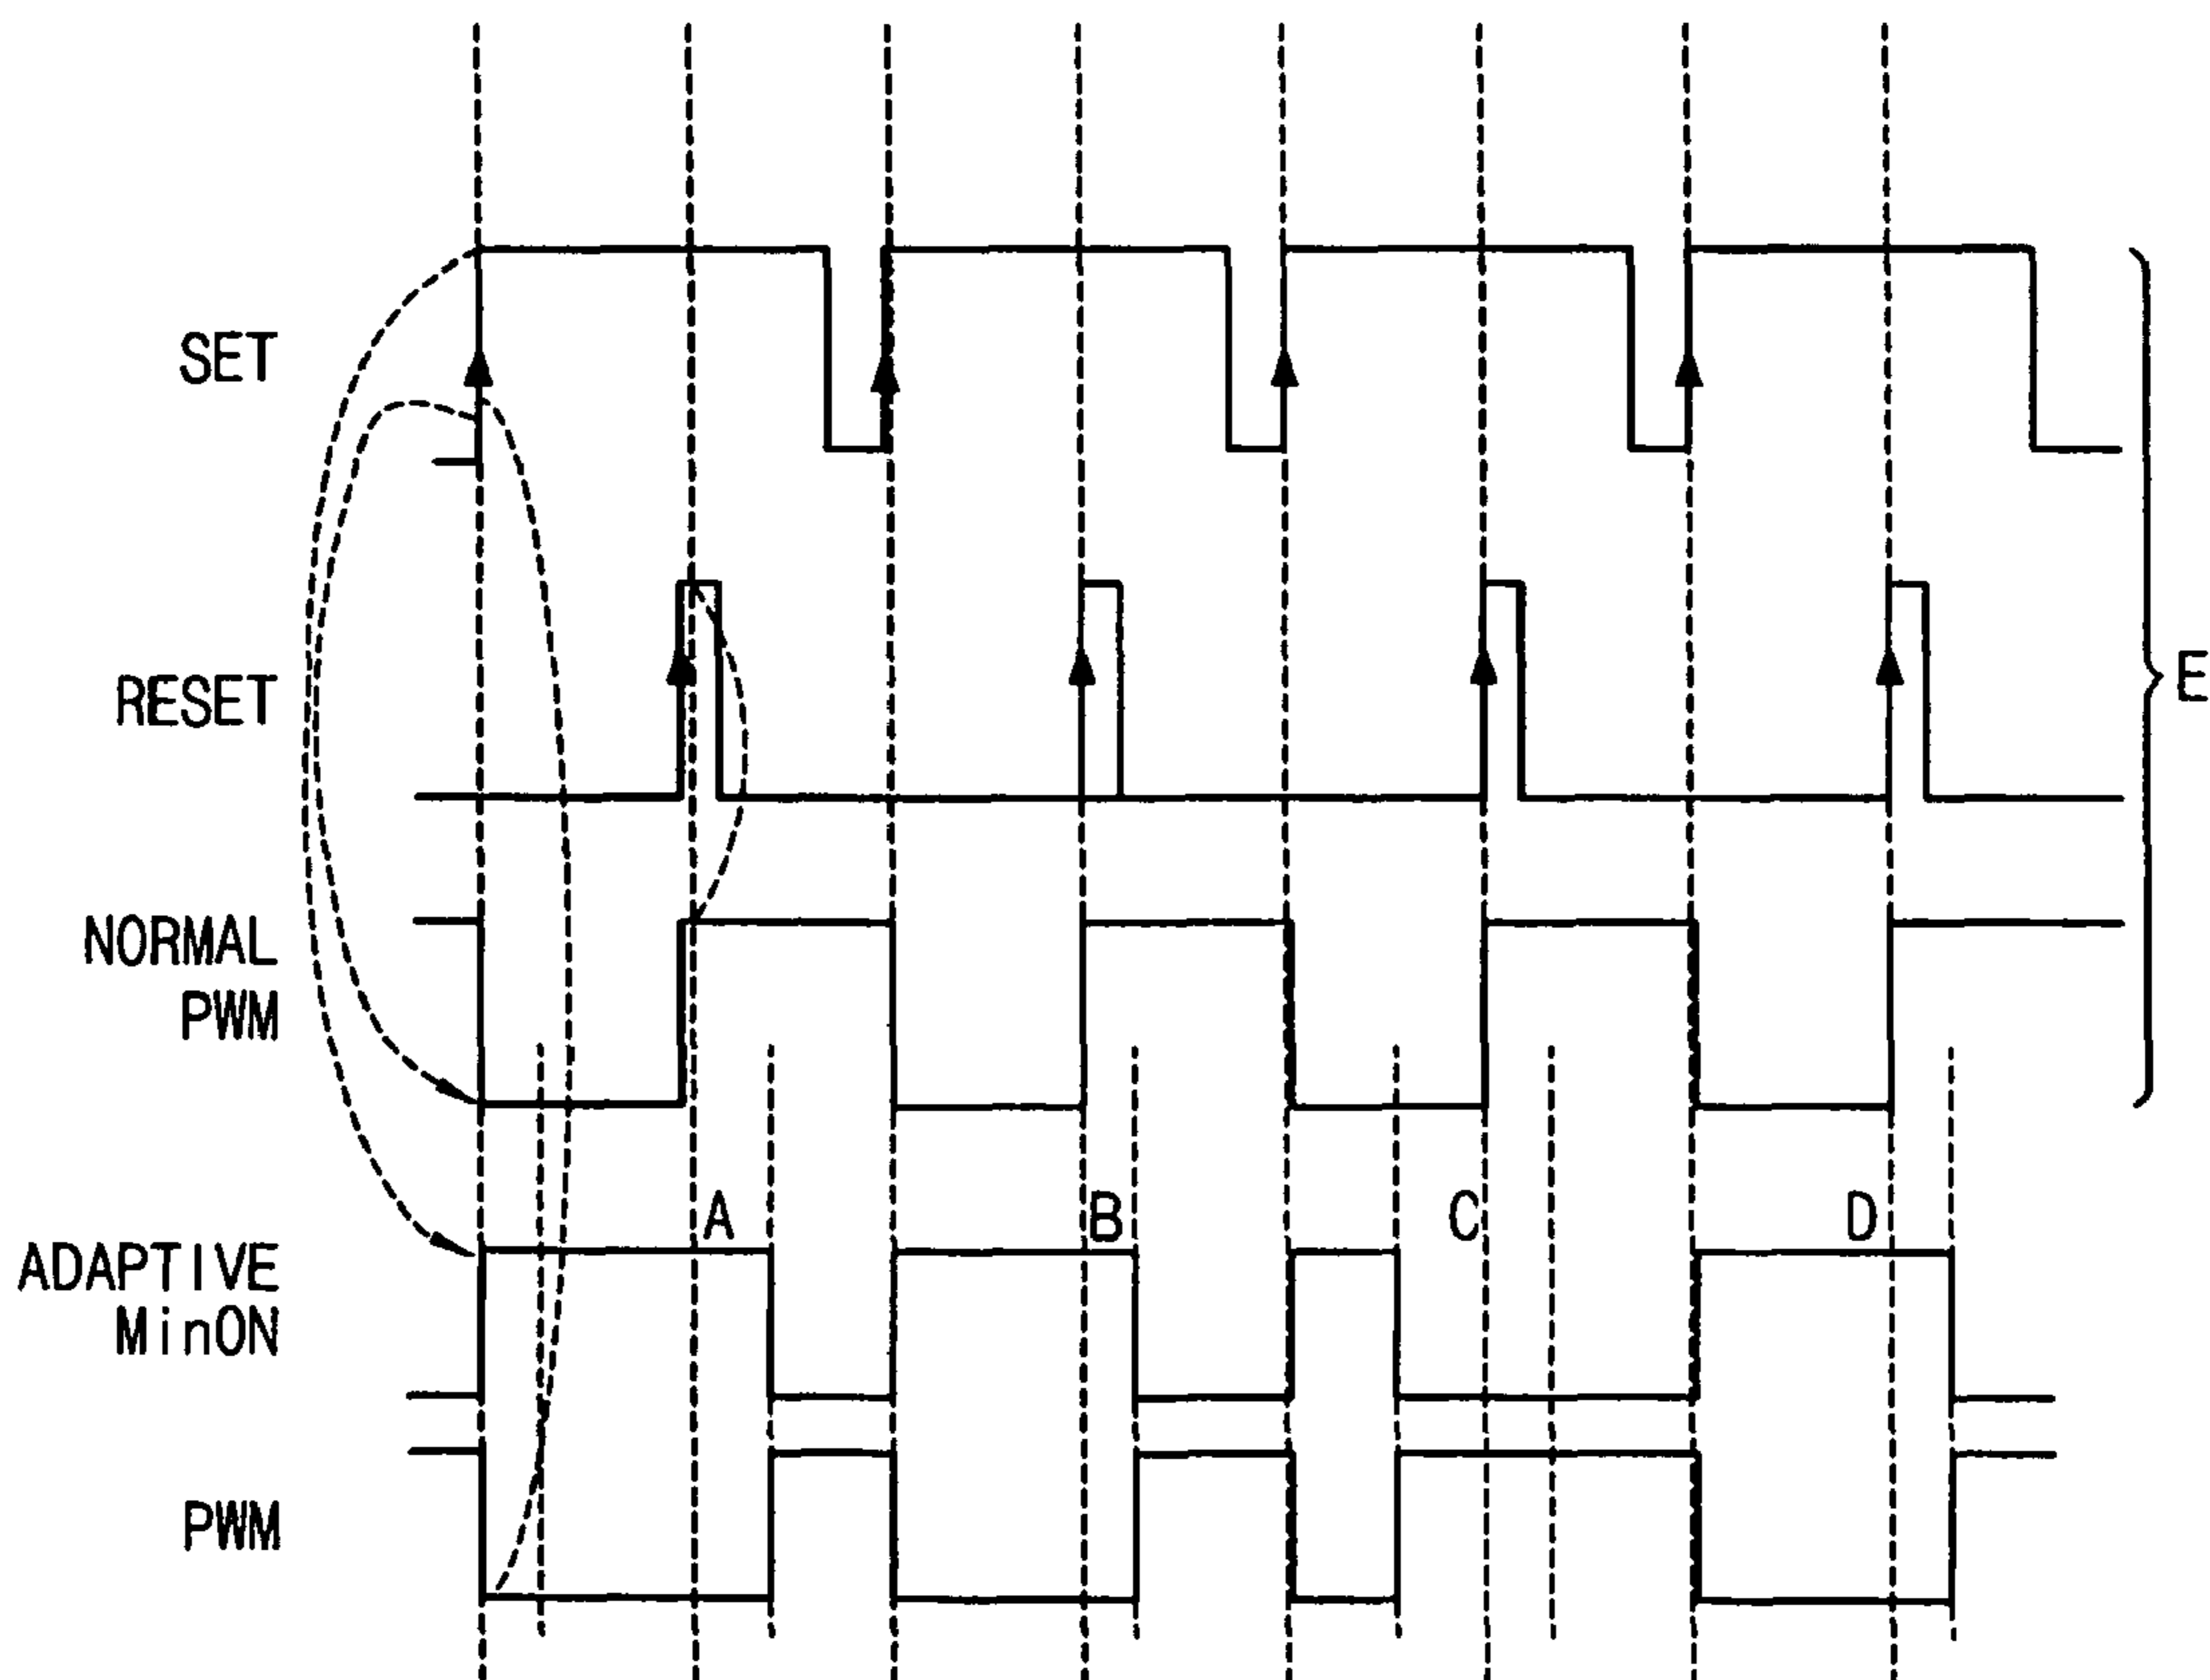 SET
RESET
E
NORMAL
PWM
A
B
C
D
ADAPTIVE
MinON
PWM